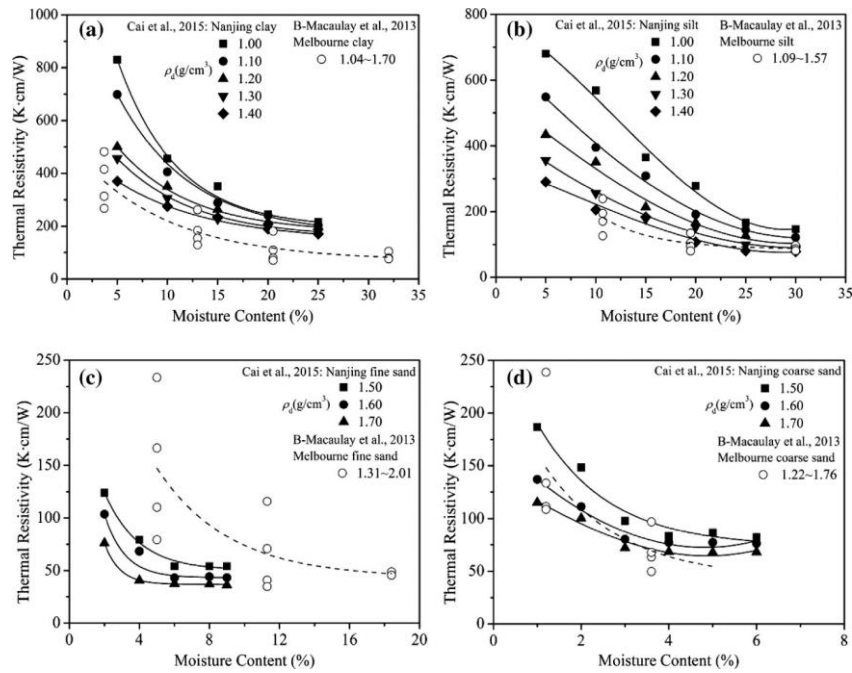 (a)
Cai et al., 2015: Nanjing clay
ρd(g/cm³)
1.00
1.10
1.20
1.30
1.40
B-Macaulay et al., 2013
Melbourne clay
1.04~1.70
Thermal Resistivity (K·cm/W)
1000
800
600
400
200
0
0 5 10 15 20 25 30 35
Moisture Content (%)
(b)
Cai et al., 2015: Nanjing silt
ρd(g/cm³)
1.00
1.10
1.20
1.30
1.40
B-Macaulay et al., 2013
Melbourne silt
1.09~1.57
Thermal Resistivity (K·cm/W)
800
600
400
200
0
0 5 10 15 20 25 30 35
Moisture Content (%)
(c)
Cai et al., 2015: Nanjing fine sand
ρd(g/cm³)
1.50
1.60
1.70
B-Macaulay et al., 2013
Melbourne fine sand
1.31~2.01
Thermal Resistivity (K·cm/W)
250
200
150
100
50
0
0 4 8 12 16 20
Moisture Content (%)
(d)
Cai et al., 2015: Nanjing coarse sand
ρd(g/cm³)
1.50
1.60
1.70
B-Macaulay et al., 2013
Melbourne coarse sand
1.22~1.76
Thermal Resistivity (K·cm/W)
250
200
150
100
50
0
0 2 4 6 8
Moisture Content (%)